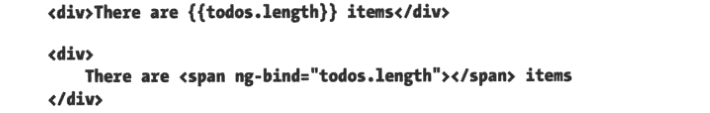 <div>There are {{todos.length}} items</div>
<div>
There are <span ng-bind="todos.length"></span> items
</div>